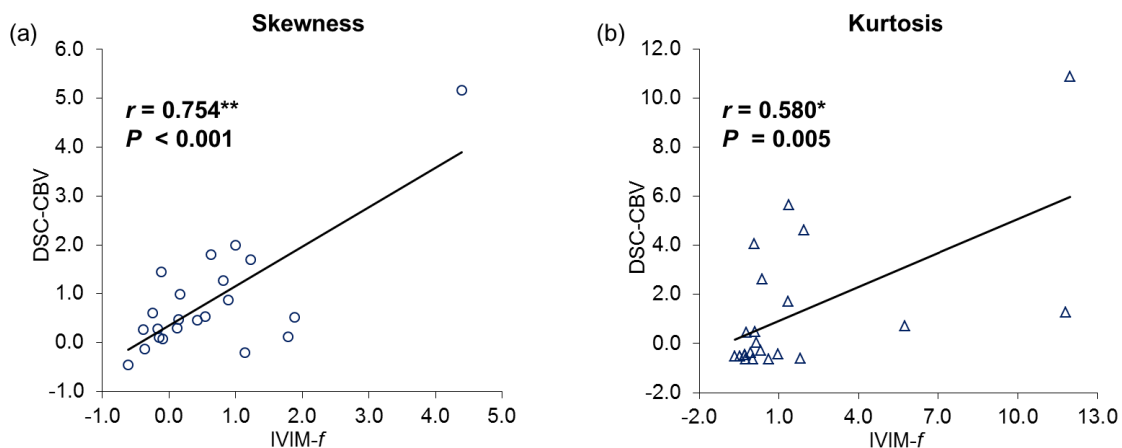 (a)
Skewness
6.0
5.0
4.0
3.0
2.0
1.0
0.0
-1.0
DSC-CBV
r = 0.754**
P < 0.001
-1.0 0.0 1.0 2.0 3.0 4.0 5.0
IVIM-f
(b)
Kurtosis
12.0
10.0
8.0
6.0
4.0
2.0
0.0
-2.0
DSC-CBV
r = 0.580*
P = 0.005
-2.0 1.0 4.0 7.0 10.0 13.0
IVIM-f